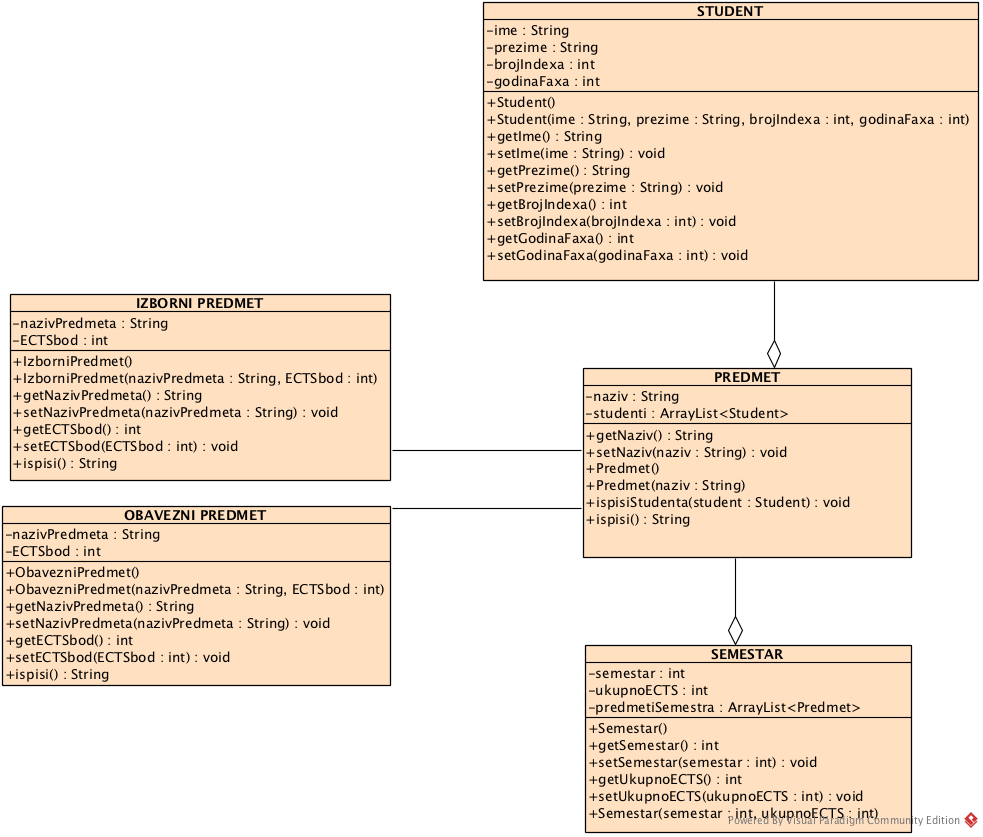 STUDENT
-ime : String
-prezime : String
-brojIndexa : int
-godinaFaxa : int
+Student()
+Student(ime : String, prezime : String, brojIndexa : int, godinaFaxa : int)
+getIme() : String
+setIme(ime : String) : void
+getPrezime() : String
+setPrezime(prezime : String) : void
+getBrojIndexa() : int
+setBrojIndexa(brojIndexa : int) : void
+getGodinaFaxa() : int
+setGodinaFaxa(godinaFaxa : int) : void
IZBORNI PREDMET
-nazivPredmeta : String
-ECTSbod : int
+IzborniPredmet()
+IzborniPredmet(nazivPredmeta : String, ECTSbod : int)
+getNazivPredmeta() : String
+setNazivPredmeta(nazivPredmeta : String) : void
+getECTSbod() : int
+setECTSbod(ECTSbod : int) : void
+ispisi() : String
PREDMET
-naziv : String
-studenti : ArrayList<Student>
+getNaziv() : String
+setNaziv(naziv : String) : void
+Predmet()
+Predmet(naziv : String)
+ispisiStudenta(student : Student) : void
+ispisi() : String
OBAVEZNI PREDMET
-nazivPredmeta : String
-ECTSbod : int
+ObavezniPredmet()
+ObavezniPredmet(nazivPredmeta : String, ECTSbod : int)
+getNazivPredmeta() : String
+setNazivPredmeta(nazivPredmeta : String) : void
+getECTSbod() : int
+setECTSbod(ECTSbod : int) : void
+ispisi() : String
SEMESTAR
-semestar : int
-ukupnoECTS : int
-predmetiSemestra : ArrayList<Predmet>
+Semestar()
+getSemestar() : int
+setSemestar(semestar : int) : void
+getUkupnoECTS() : int
+setUkupnoECTS(ukupnoECTS : int) : void
+Semestar(semestar : int, ukupnoECTS : int)
Powered By Visual Paradigm Community Edition